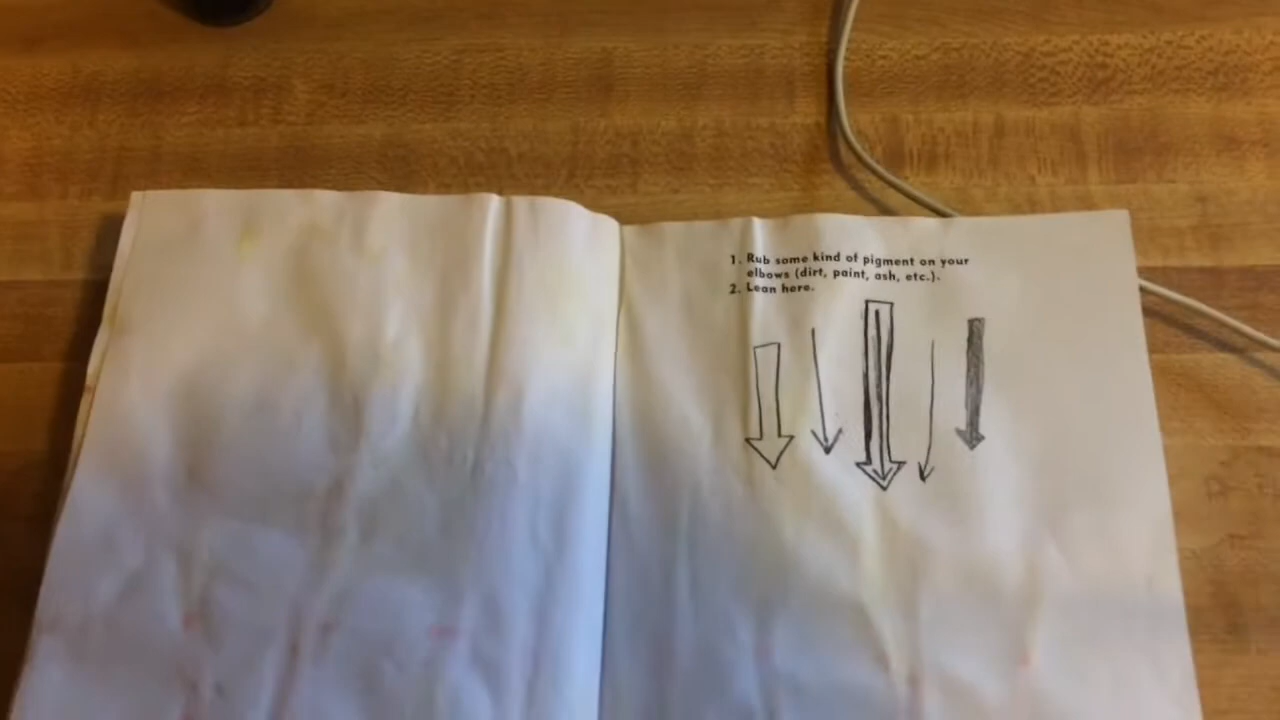 1. Rub some kind of pigment on your
elbows (dirt, paint, ash, etc.).
2. Lean here.